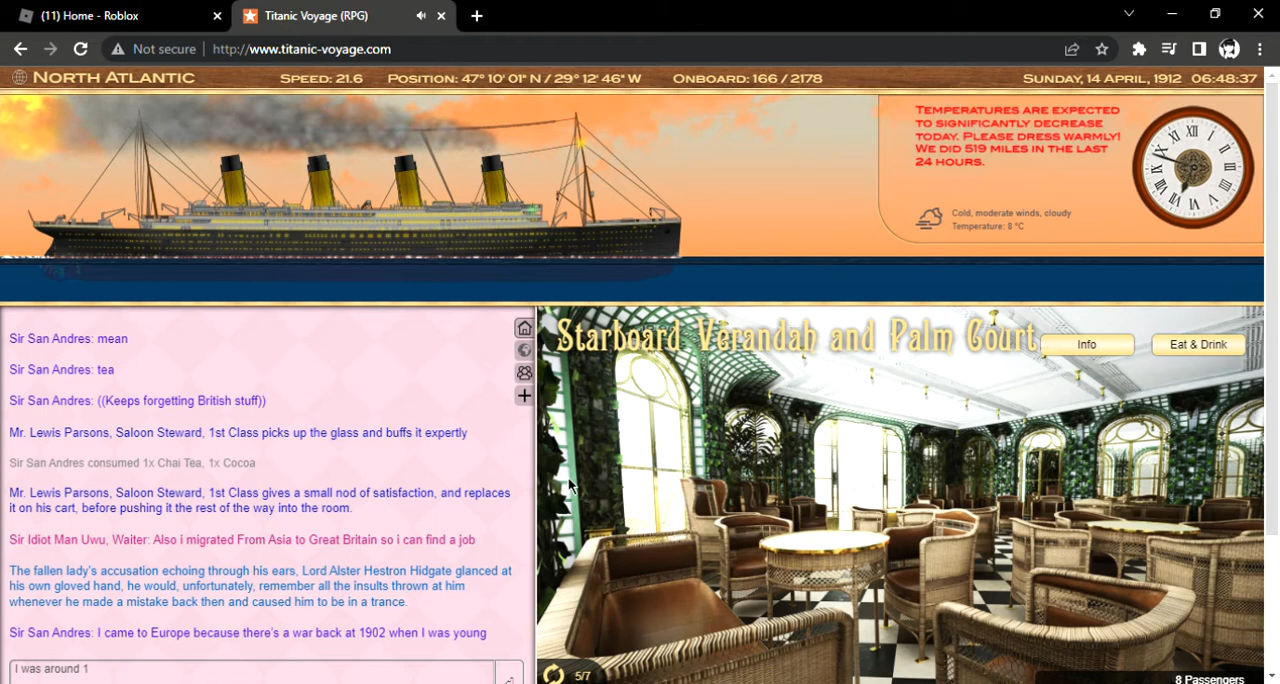 (11) Home - Roblox
Titanic Voyage (RPG)
Not secure
http://www.titanic-voyage.com
NORTH ATLANTIC
SPEED: 21.6
POSITION: 47° 10' 01" N / 29° 12' 46" W
ONBOARD: 166 / 2178
SUNDAY, 14 APRIL, 1912 06:48:37
TEMPERATURES ARE EXPECTED
TO SIGNIFICANTLY DECREASE
TODAY. PLEASE DRESS WARMLY!
WE DID 519 MILES IN THE LAST
24 HOURS.
Cold, moderate winds, cloudy
Temperature: 8 °C
XII
I
II
III
IV
V
VI
VII
VIII
IX
X
XI
Sir San Andres: mean
Sir San Andres: tea
Sir San Andres: ((Keeps forgetting British stuff))
Mr. Lewis Parsons, Saloon Steward, 1st Class picks up the glass and buffs it expertly
Sir San Andres consumed 1x Chai Tea, 1x Cocoa
Mr. Lewis Parsons, Saloon Steward, 1st Class gives a small nod of satisfaction, and replaces
it on his cart, before pushing it the rest of the way into the room.
Sir Idiot Man Uwu, Waiter: Also i migrated From Asia to Great Britain so i can find a job
The fallen lady's accusation echoing through his ears, Lord Alster Hestron Hidgate glanced at
his own gloved hand, he would, unfortunately, remember all the insults thrown at him
whenever he made a mistake back then and caused him to be in a trance.
Sir San Andres: I came to Europe because there's a war back at 1902 when I was young
I was around 1
Starboard Verandah and Palm Court
Info
Eat & Drink
5/7
8 Passengers